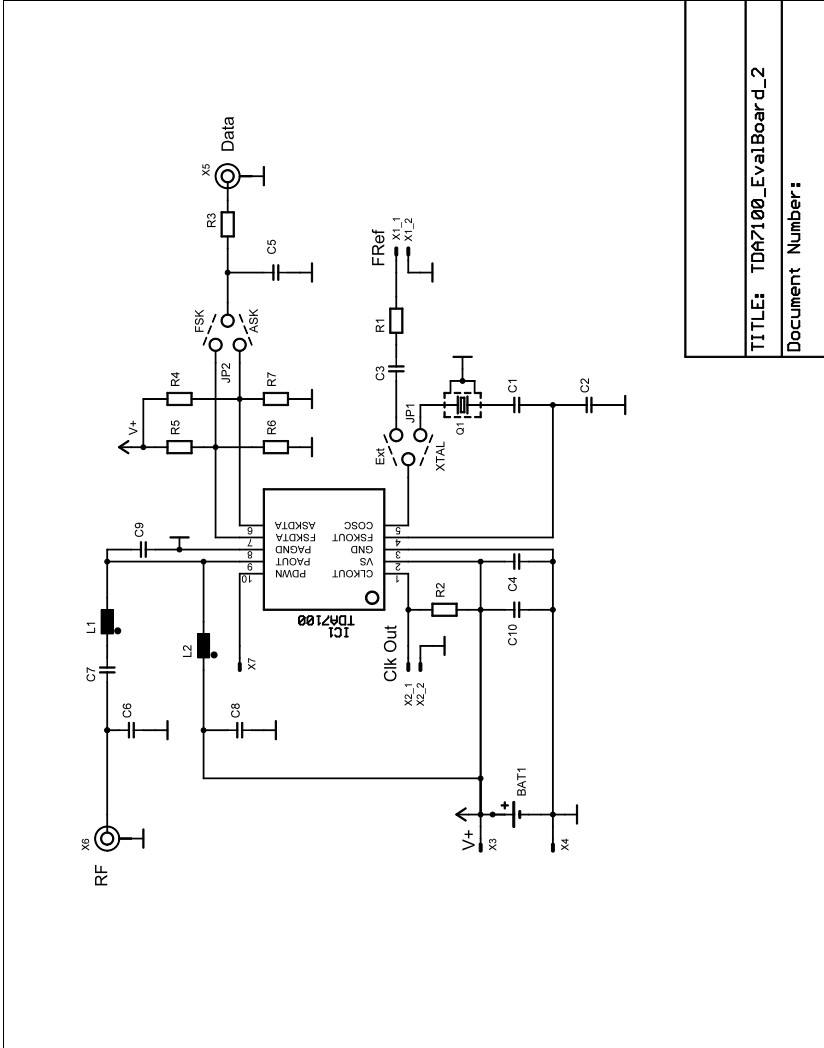 TITLE: TDA7100_EvalBoard_2
Document Number:
Data
X5
R3
C5
FSK
ASK
JP2
FRef
X1_1
X1_2
R1
C3
R4
R7
V+
R5
R6
Ext
JP1
XTAL
Q1
C1
C2
C9
6 ASKDTA
7 FSKDTA
8 PAGND
9 PAOUT
10 PDWN
COSC 5
FSKOUT 4
GND 3
VS 2
CLKOUT 1
IC1
TDA7100
L1
C7
C6
L2
C8
X7
Clk Out
X2_1
X2_2
R2
C4
C10
X6
RF
V+
X3
+
BAT1
X4